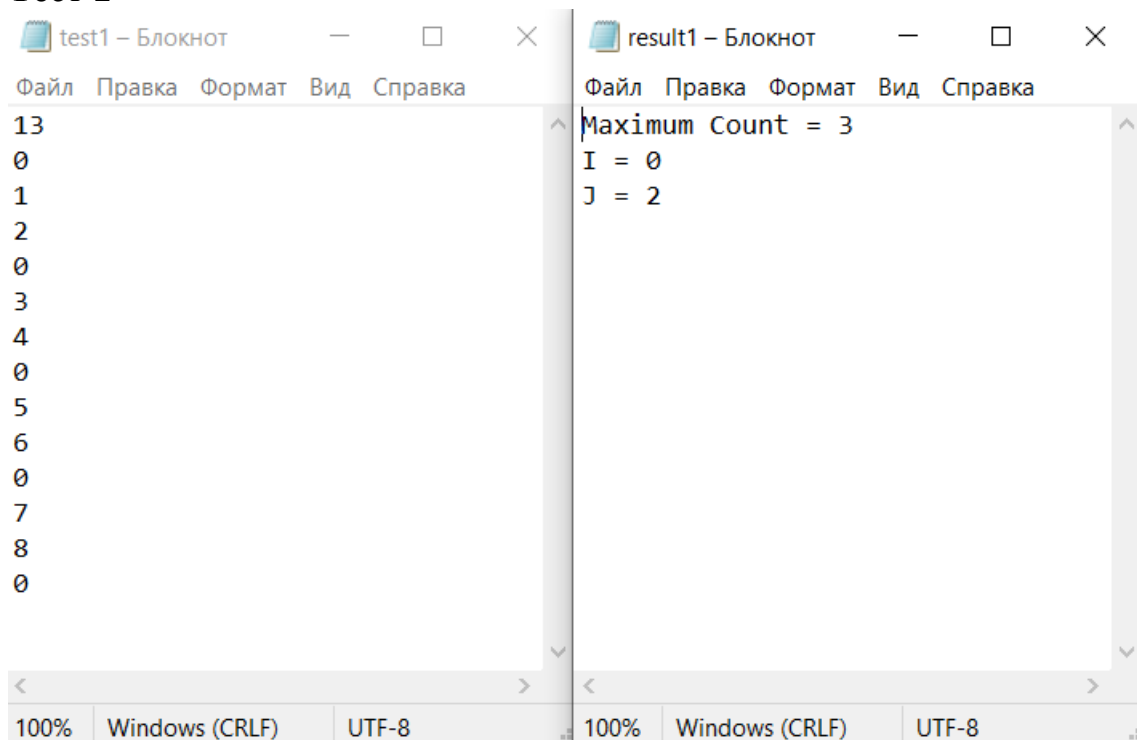 test1 – Блокнот
Файл Правка Формат Вид Справка
13
0
1
2
0
3
4
0
5
6
0
7
8
0
100% Windows (CRLF) UTF-8
result1 – Блокнот
Файл Правка Формат Вид Справка
Maximum Count = 3
I = 0
J = 2
100% Windows (CRLF) UTF-8